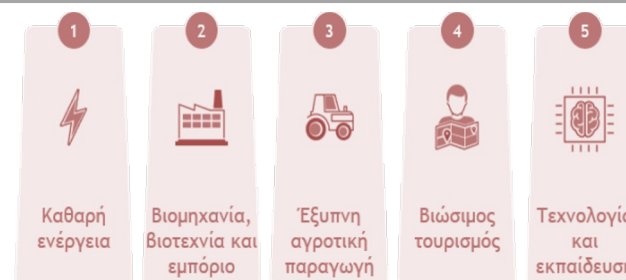 1
2
3
4
5
Καθαρή
ενέργεια
Βιομηχανία,
βιοτεχνία και
εμπόριο
Έξυπνη
αγροτική
παραγωγή
Βιώσιμος
τουρισμός
και